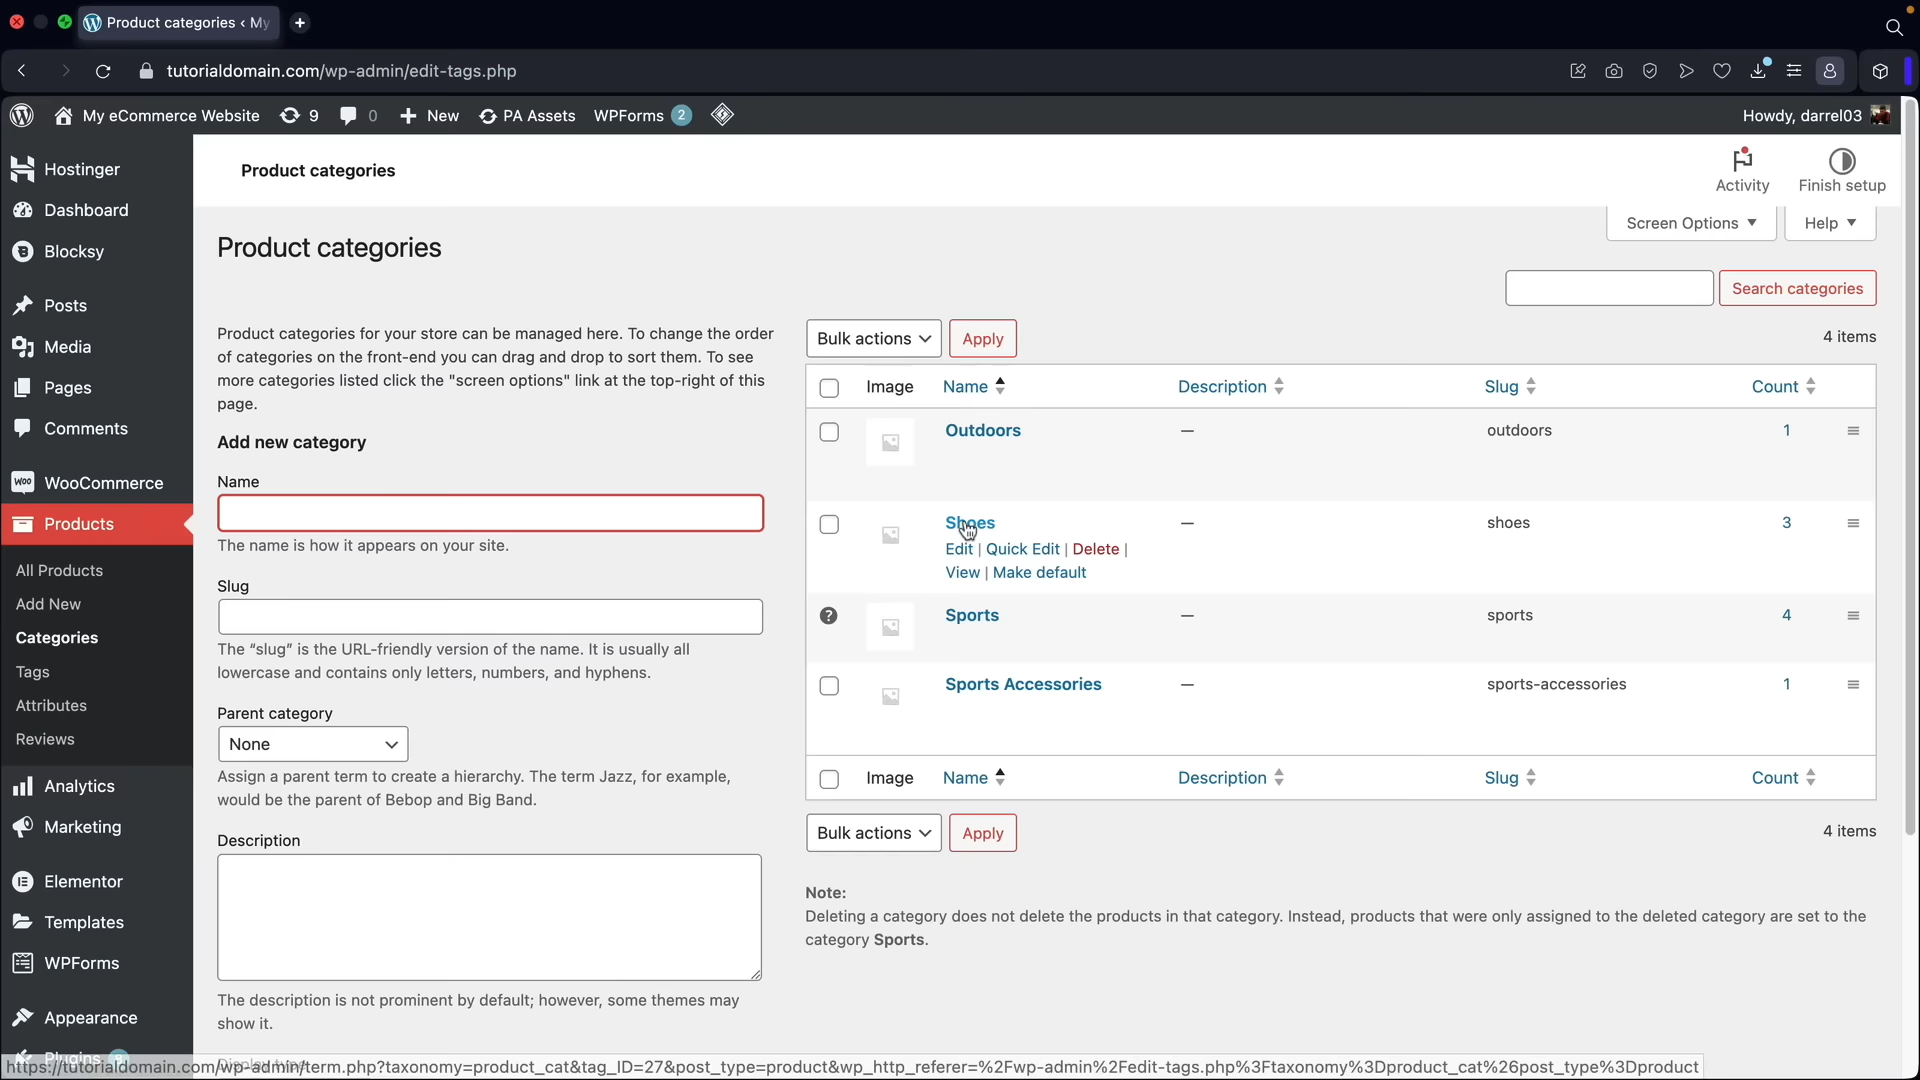 Product categories ‹ My
tutorialdomain.com/wp-admin/edit-tags.php
My eCommerce Website 9 0 New PA Assets WPForms 2
Howdy, darrel03
Hostinger
Dashboard
Blocksy
Posts
Media
Pages
Comments
WooCommerce
Products
All Products
Add New
Categories
Tags
Attributes
Reviews
Analytics
Marketing
Elementor
Templates
WPForms
Appearance
Plugins
Product categories
Activity
Finish setup
Screen Options
Help
Product categories
Search categories
Product categories for your store can be managed here. To change the order
of categories on the front-end you can drag and drop to sort them. To see
more categories listed click the "screen options" link at the top-right of this
page.
Add new category
Name
The name is how it appears on your site.
Slug
The “slug” is the URL-friendly version of the name. It is usually all
lowercase and contains only letters, numbers, and hyphens.
Parent category
None
Assign a parent term to create a hierarchy. The term Jazz, for example,
would be the parent of Bebop and Big Band.
Description
The description is not prominent by default; however, some themes may
show it.
Display type
Bulk actions Apply
4 items
Image Name Description Slug Count
Outdoors — outdoors 1
Shoes — shoes 3
Edit | Quick Edit | Delete |
View | Make default
Sports — sports 4
Sports Accessories — sports-accessories 1
Image Name Description Slug Count
Bulk actions Apply
4 items
Note:
Deleting a category does not delete the products in that category. Instead, products that were only assigned to the deleted category are set to the
category Sports.
https://tutorialdomain.com/wp-admin/term.php?taxonomy=product_cat&tag_ID=27&post_type=product&wp_http_referer=%2Fwp-admin%2Fedit-tags.php%3Ftaxonomy%3Dproduct_cat%26post_type%3Dproduct